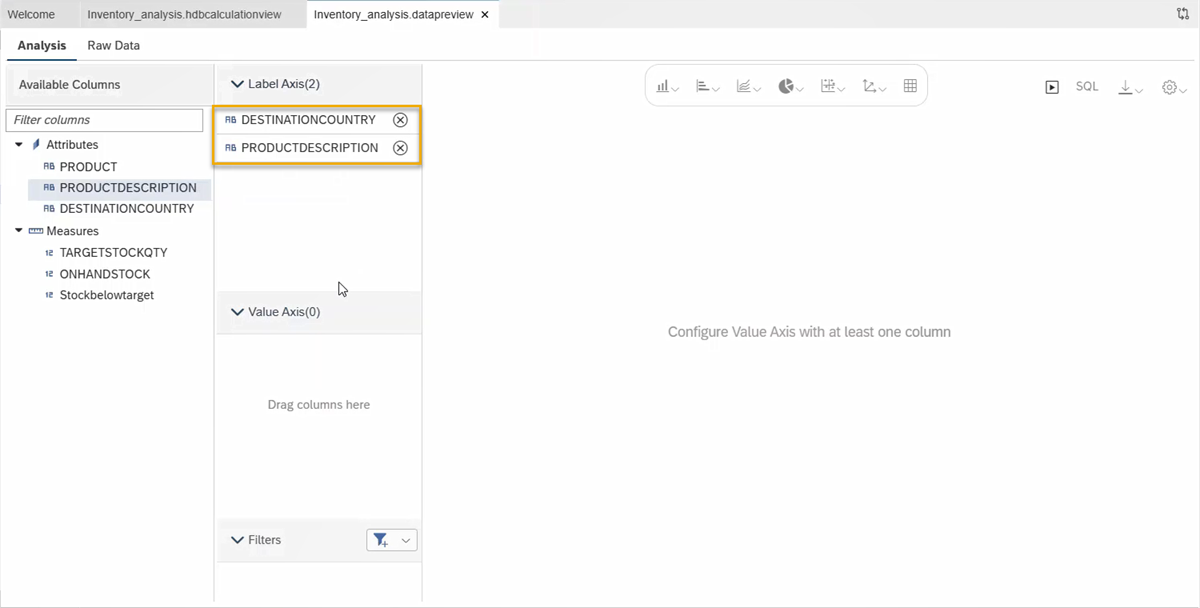 Welcome
Inventory_analysis.hdbcalculationview
Inventory_analysis.datapreview
Analysis
Raw Data
Available Columns
Filter columns
Attributes
AB PRODUCT
AB PRODUCTDESCRIPTION
AB DESTINATIONCOUNTRY
Measures
12 TARGETSTOCKQTY
12 ONHANDSTOCK
12 Stockbelowtarget
Label Axis(2)
AB DESTINATIONCOUNTRY
AB PRODUCTDESCRIPTION
Value Axis(0)
Drag columns here
Filters
SQL
Configure Value Axis with at least one column